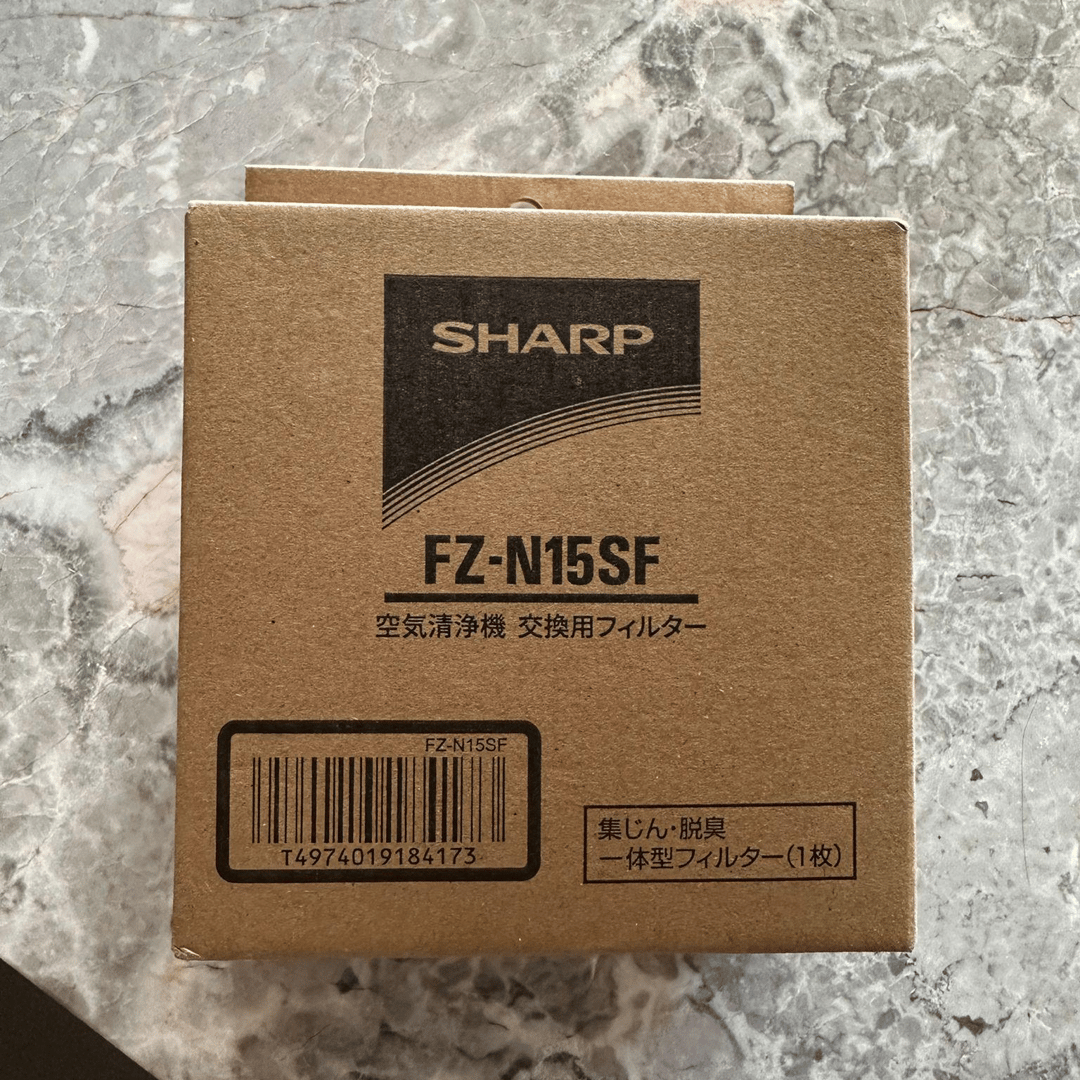 SHARP
FZ-N15SF
空気清浄機 交換用フィルター
FZ-N15SF
T4974019184173
集じん・脱臭
一体型フィルター(1枚)